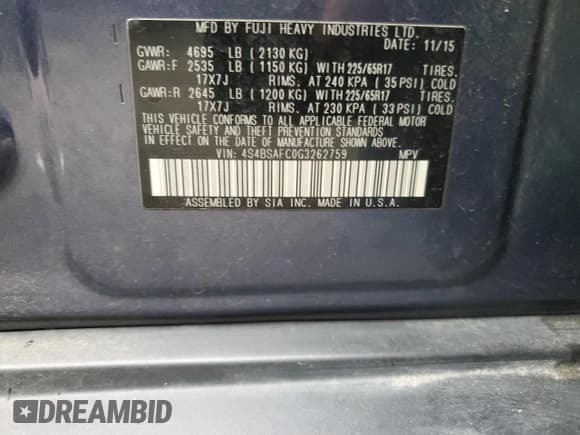 MFD BY FUJI HEAVY INDUSTRIES LTD.
DATE: 11/15
GVWR: 4695 LB ( 2130 KG)
GAWR:F 2535 LB ( 1150 KG) WITH 225/65R17 TIRES.
17X7J RIMS. AT 240 KPA ( 35 PSI) COLD
GAWR:R 2645 LB ( 1200 KG) WITH 225/65R17 TIRES.
17X7J RIMS. AT 230 KPA ( 33 PSI) COLD
THIS VEHICLE CONFORMS TO ALL APPLICABLE FEDERAL MOTOR
VEHICLE SAFETY AND THEFT PREVENTION STANDARDS
IN EFFECT ON THE DATE OF MANUFACTURE SHOWN ABOVE.
VIN: 4S4BSAFC0G3262759 MPV
ASSEMBLED BY SIA INC. MADE IN U.S.A.
DREAMBID